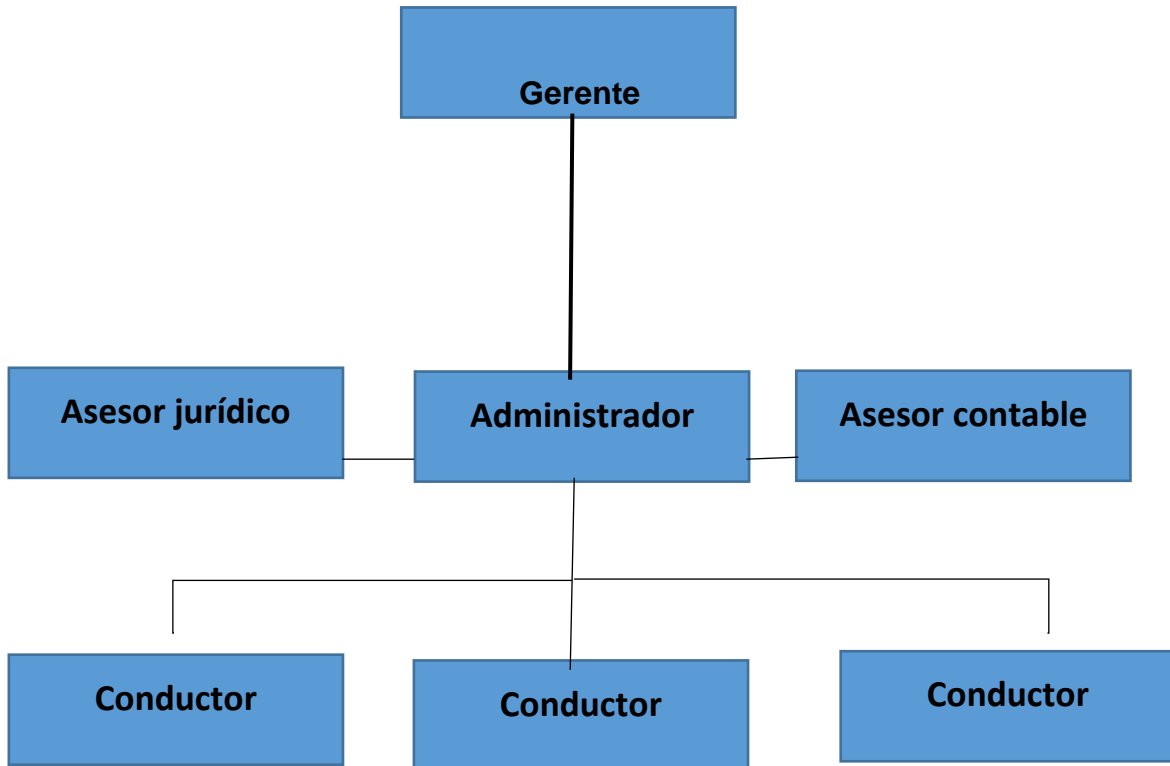 Gerente
Asesor jurídico
Administrador
Asesor contable
Conductor
Conductor
Conductor